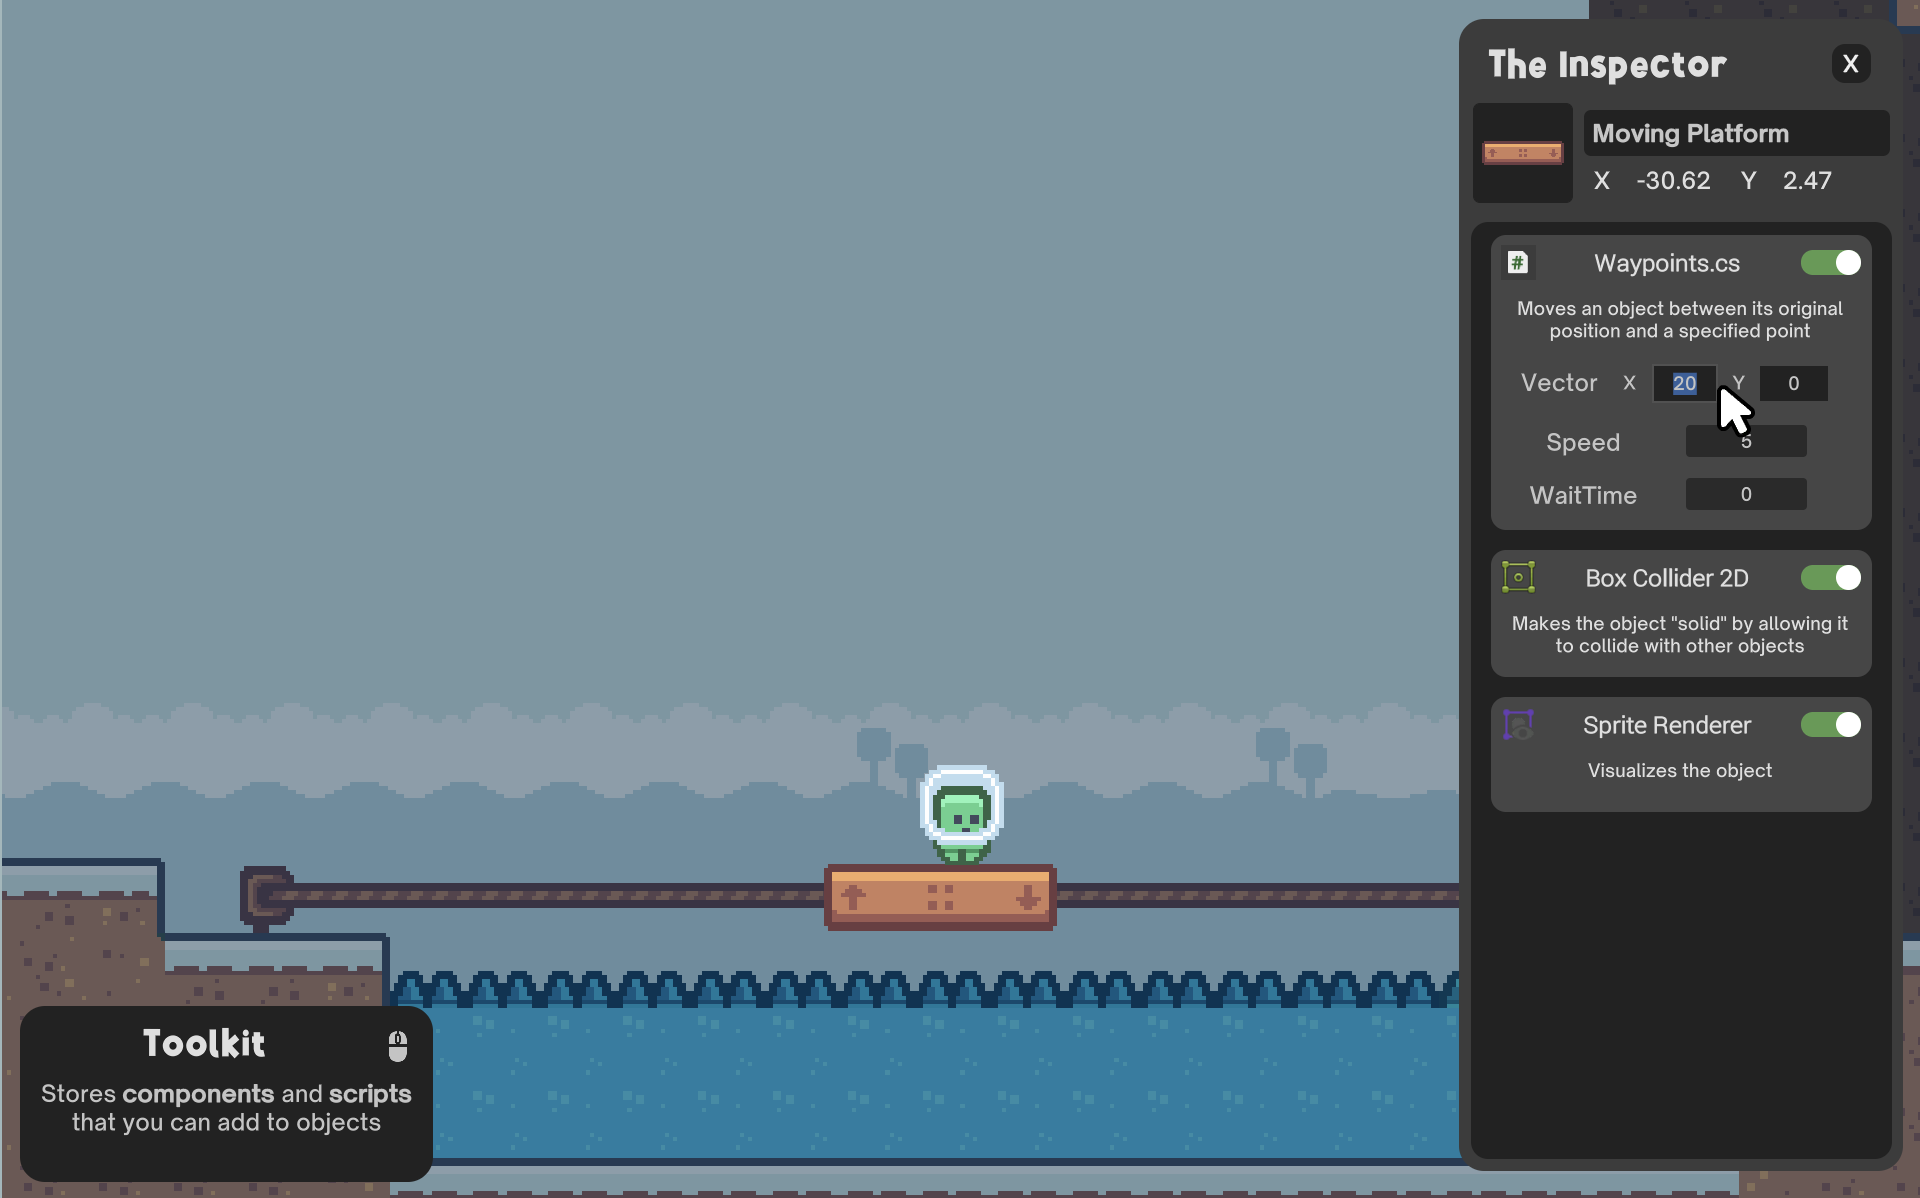 The Inspector X
Moving Platform
X -30.62 Y 2.47
# Waypoints.cs
Moves an object between its original
position and a specified point
Vector X 20 Y 0
Speed 5
WaitTime 0
Box Collider 2D
Makes the object "solid" by allowing it
to collide with other objects
Sprite Renderer
Visualizes the object
Toolkit
Stores components and scripts
that you can add to objects